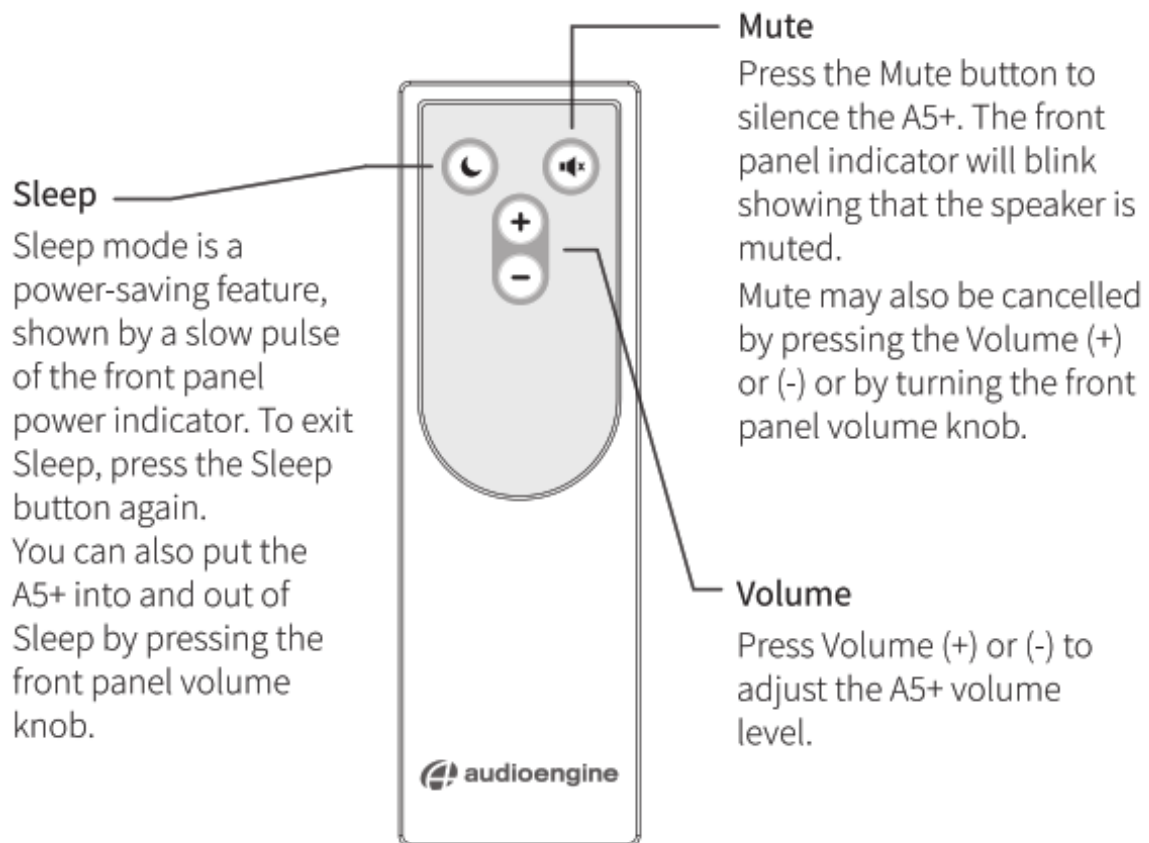 Mute
Press the Mute button to
silence the A5+. The front
panel indicator will blink
showing that the speaker is
muted.
Mute may also be cancelled
by pressing the Volume (+)
or (-) or by turning the front
panel volume knob.
Sleep
Sleep mode is a
power-saving feature,
shown by a slow pulse
of the front panel
power indicator. To exit
Sleep, press the Sleep
button again.
You can also put the
A5+ into and out of
Sleep by pressing the
front panel volume
knob.
+
-
Volume
Press Volume (+) or (-) to
adjust the A5+ volume
level.
audioengine